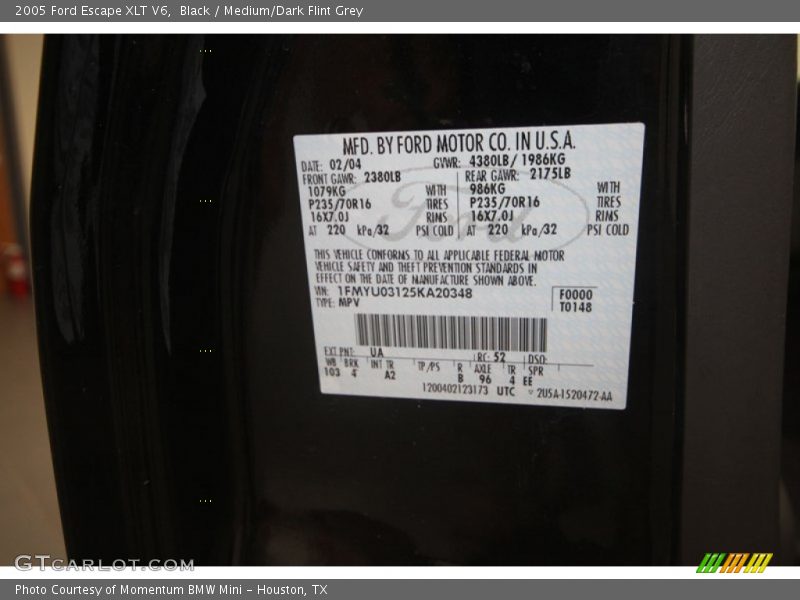 2005 Ford Escape XLT V6,  Black / Medium/Dark Flint Grey
MFD. BY FORD MOTOR CO. IN U.S.A.
DATE: 02/04 GVWR: 4380LB/ 1986KG
FRONT GAWR: 2380LB REAR GAWR: 2175LB
1079KG WITH 986KG WITH
P235/70R16 TIRES P235/70R16 TIRES
16X7.0J RIMS 16X7.0J RIMS
AT 220 kPa/32 PSI COLD AT 220 kPa/32 PSI COLD
Ford
THIS VEHICLE CONFORMS TO ALL APPLICABLE FEDERAL MOTOR
VEHICLE SAFETY AND THEFT PREVENTION STANDARDS IN
EFFECT ON THE DATE OF MANUFACTURE SHOWN ABOVE.
VIN: 1FMYU03125KA20348 F0000
TYPE: MPV T0148
EXT PNT: UA RC: 52 DSO:
WB BRK INT TR TP/PS R AXLE TR SPR
103 4 A2 B 96 4 EE
1200402123173 UTC 2U5A-1520472-AA
GTCARLOT.COM
Photo Courtesy of Momentum BMW Mini - Houston, TX